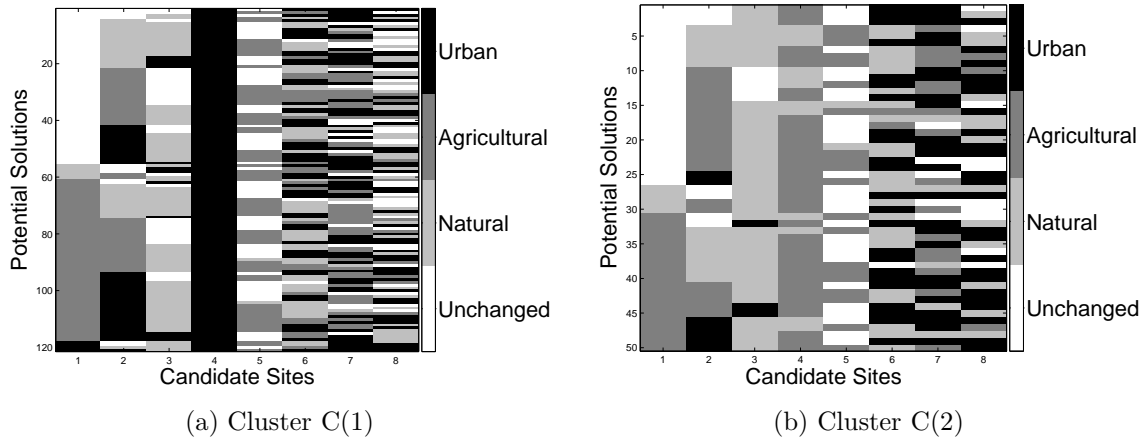 Potential Solutions
20
40
60
80
100
120
1 2 3 4 5 6 7 8
Candidate Sites
Urban
Agricultural
Natural
Unchanged
(a) Cluster C(1)
Potential Solutions
5
10
15
20
25
30
35
40
45
50
1 2 3 4 5 6 7 8
Candidate Sites
Urban
Agricultural
Natural
Unchanged
(b) Cluster C(2)